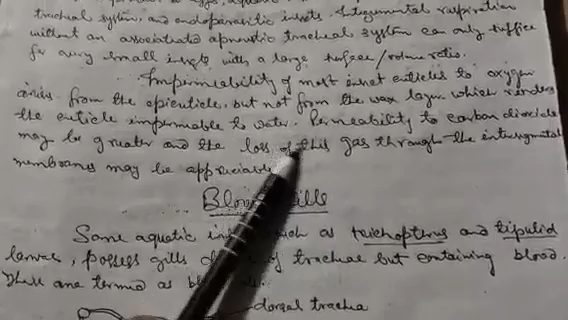 tracheal system, and endoparasitic insects. Integumental respiration
without an associated apneustic tracheal system can only suffice
for very small insects with a large surface/volume ratio.
Impermeability of most insect cuticles to oxygen
arises from the epicuticle, but not from the wax layer which renders
the cuticle impermeable to water. Permeability to carbon dioxide
may be greater and the loss of this gas through the intersegmental
membranes may be appreciable
Blood
Some aquatic such as trichopterus and tipulid
larvae, possess gills of tracheae but containing blood.
These are termed as
dorsal trachea